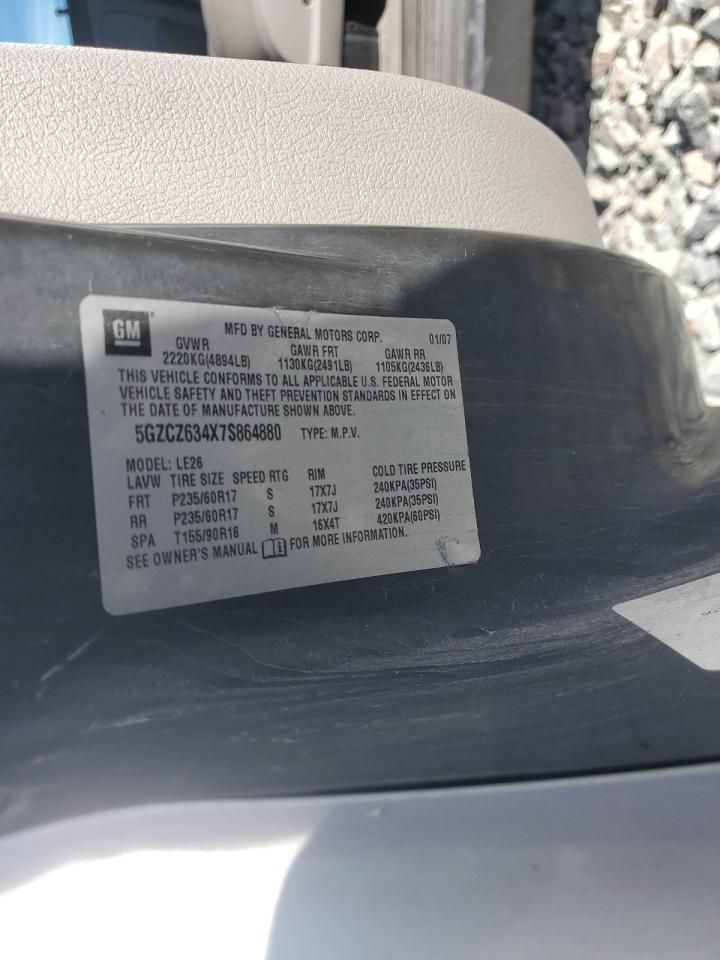 GM MFD BY GENERAL MOTORS CORP. 01/07
GVWR GAWR FRT GAWR RR
2220KG(4894LB) 1130KG(2491LB) 1105KG(2436LB)
THIS VEHICLE CONFORMS TO ALL APPLICABLE U.S. FEDERAL MOTOR
VEHICLE SAFETY AND THEFT PREVENTION STANDARDS IN EFFECT ON
THE DATE OF MANUFACTURE SHOWN ABOVE.
5GZCZ634X7S864880 TYPE: M.P.V.
MODEL: LE26
LAVW TIRE SIZE SPEED RTG RIM COLD TIRE PRESSURE
FRT P235/60R17 S 17X7J 240KPA(35PSI)
RR P235/60R17 S 17X7J 240KPA(35PSI)
SPA T155/90R16 M 16X4T 420KPA(60PSI)
SEE OWNER'S MANUAL FOR MORE INFORMATION.